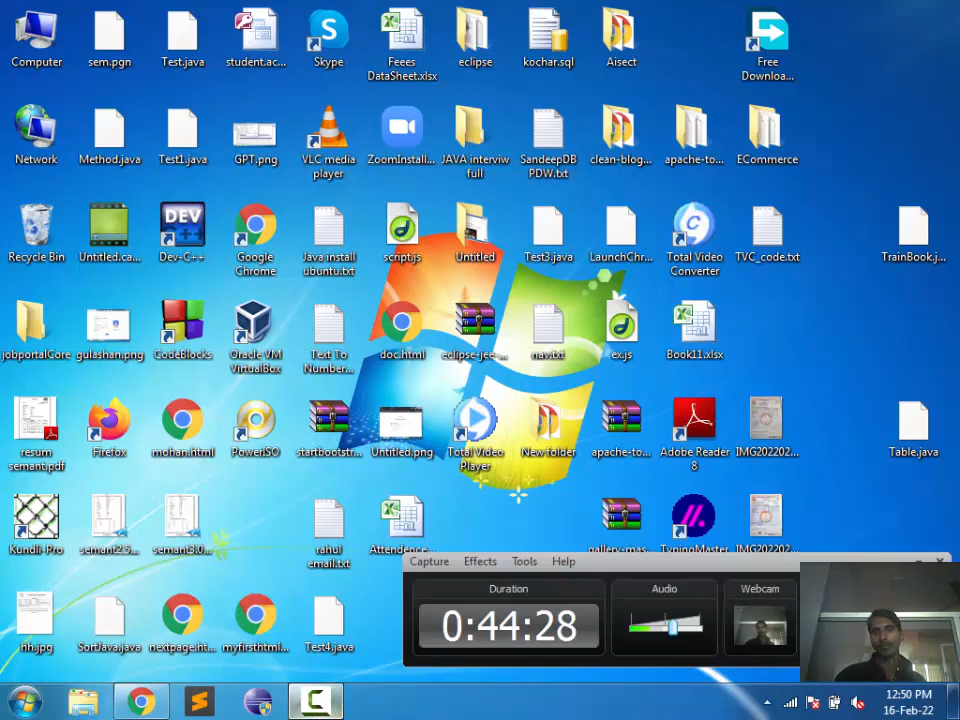 Computer
sem.pgn
Test.java
student.ac...
Skype
Feees
DataSheet.xlsx
eclipse
kochar.sql
Aisect
Free
Downloa...
Network
Method.java
Test1.java
GPT.png
VLC media
player
ZoomInstall...
JAVA interviw
full
SandeepDB
PDW.txt
clean-blog...
apache-to...
ECommerce
Recycle Bin
Untitled.ca...
DEV
C++
Dev-C++
Google
Chrome
Java install
ubuntu.txt
script.js
Untitled
Test3.java
LaunchChr...
Total Video
Converter
TVC_code.txt
TrainBook.j...
jobportalCore
gulashan.png
CodeBlocks
Oracle VM
VirtualBox
Text To
Number...
doc.html
eclipse-jee-...
nav.txt
ex.js
Book11.xlsx
resum
semant.pdf
Firefox
mohan.html
PowerISO
startbootstr...
Untitled.png
Total Video
Player
New folder
apache-to...
Adobe Reader
8
IMG202202...
Table.java
Kundli-Pro
semant2.5...
semant3.0...
rahul
email.txt
Attendence...
gallery-mas...
TypingMaster
IMG202202...
hh.jpg
SortJava.java
nextpage.ht...
myfirsthtml...
Test4.java
Capture Effects Tools Help
Duration
Audio
Webcam
0:44:28
12:50 PM
16-Feb-22